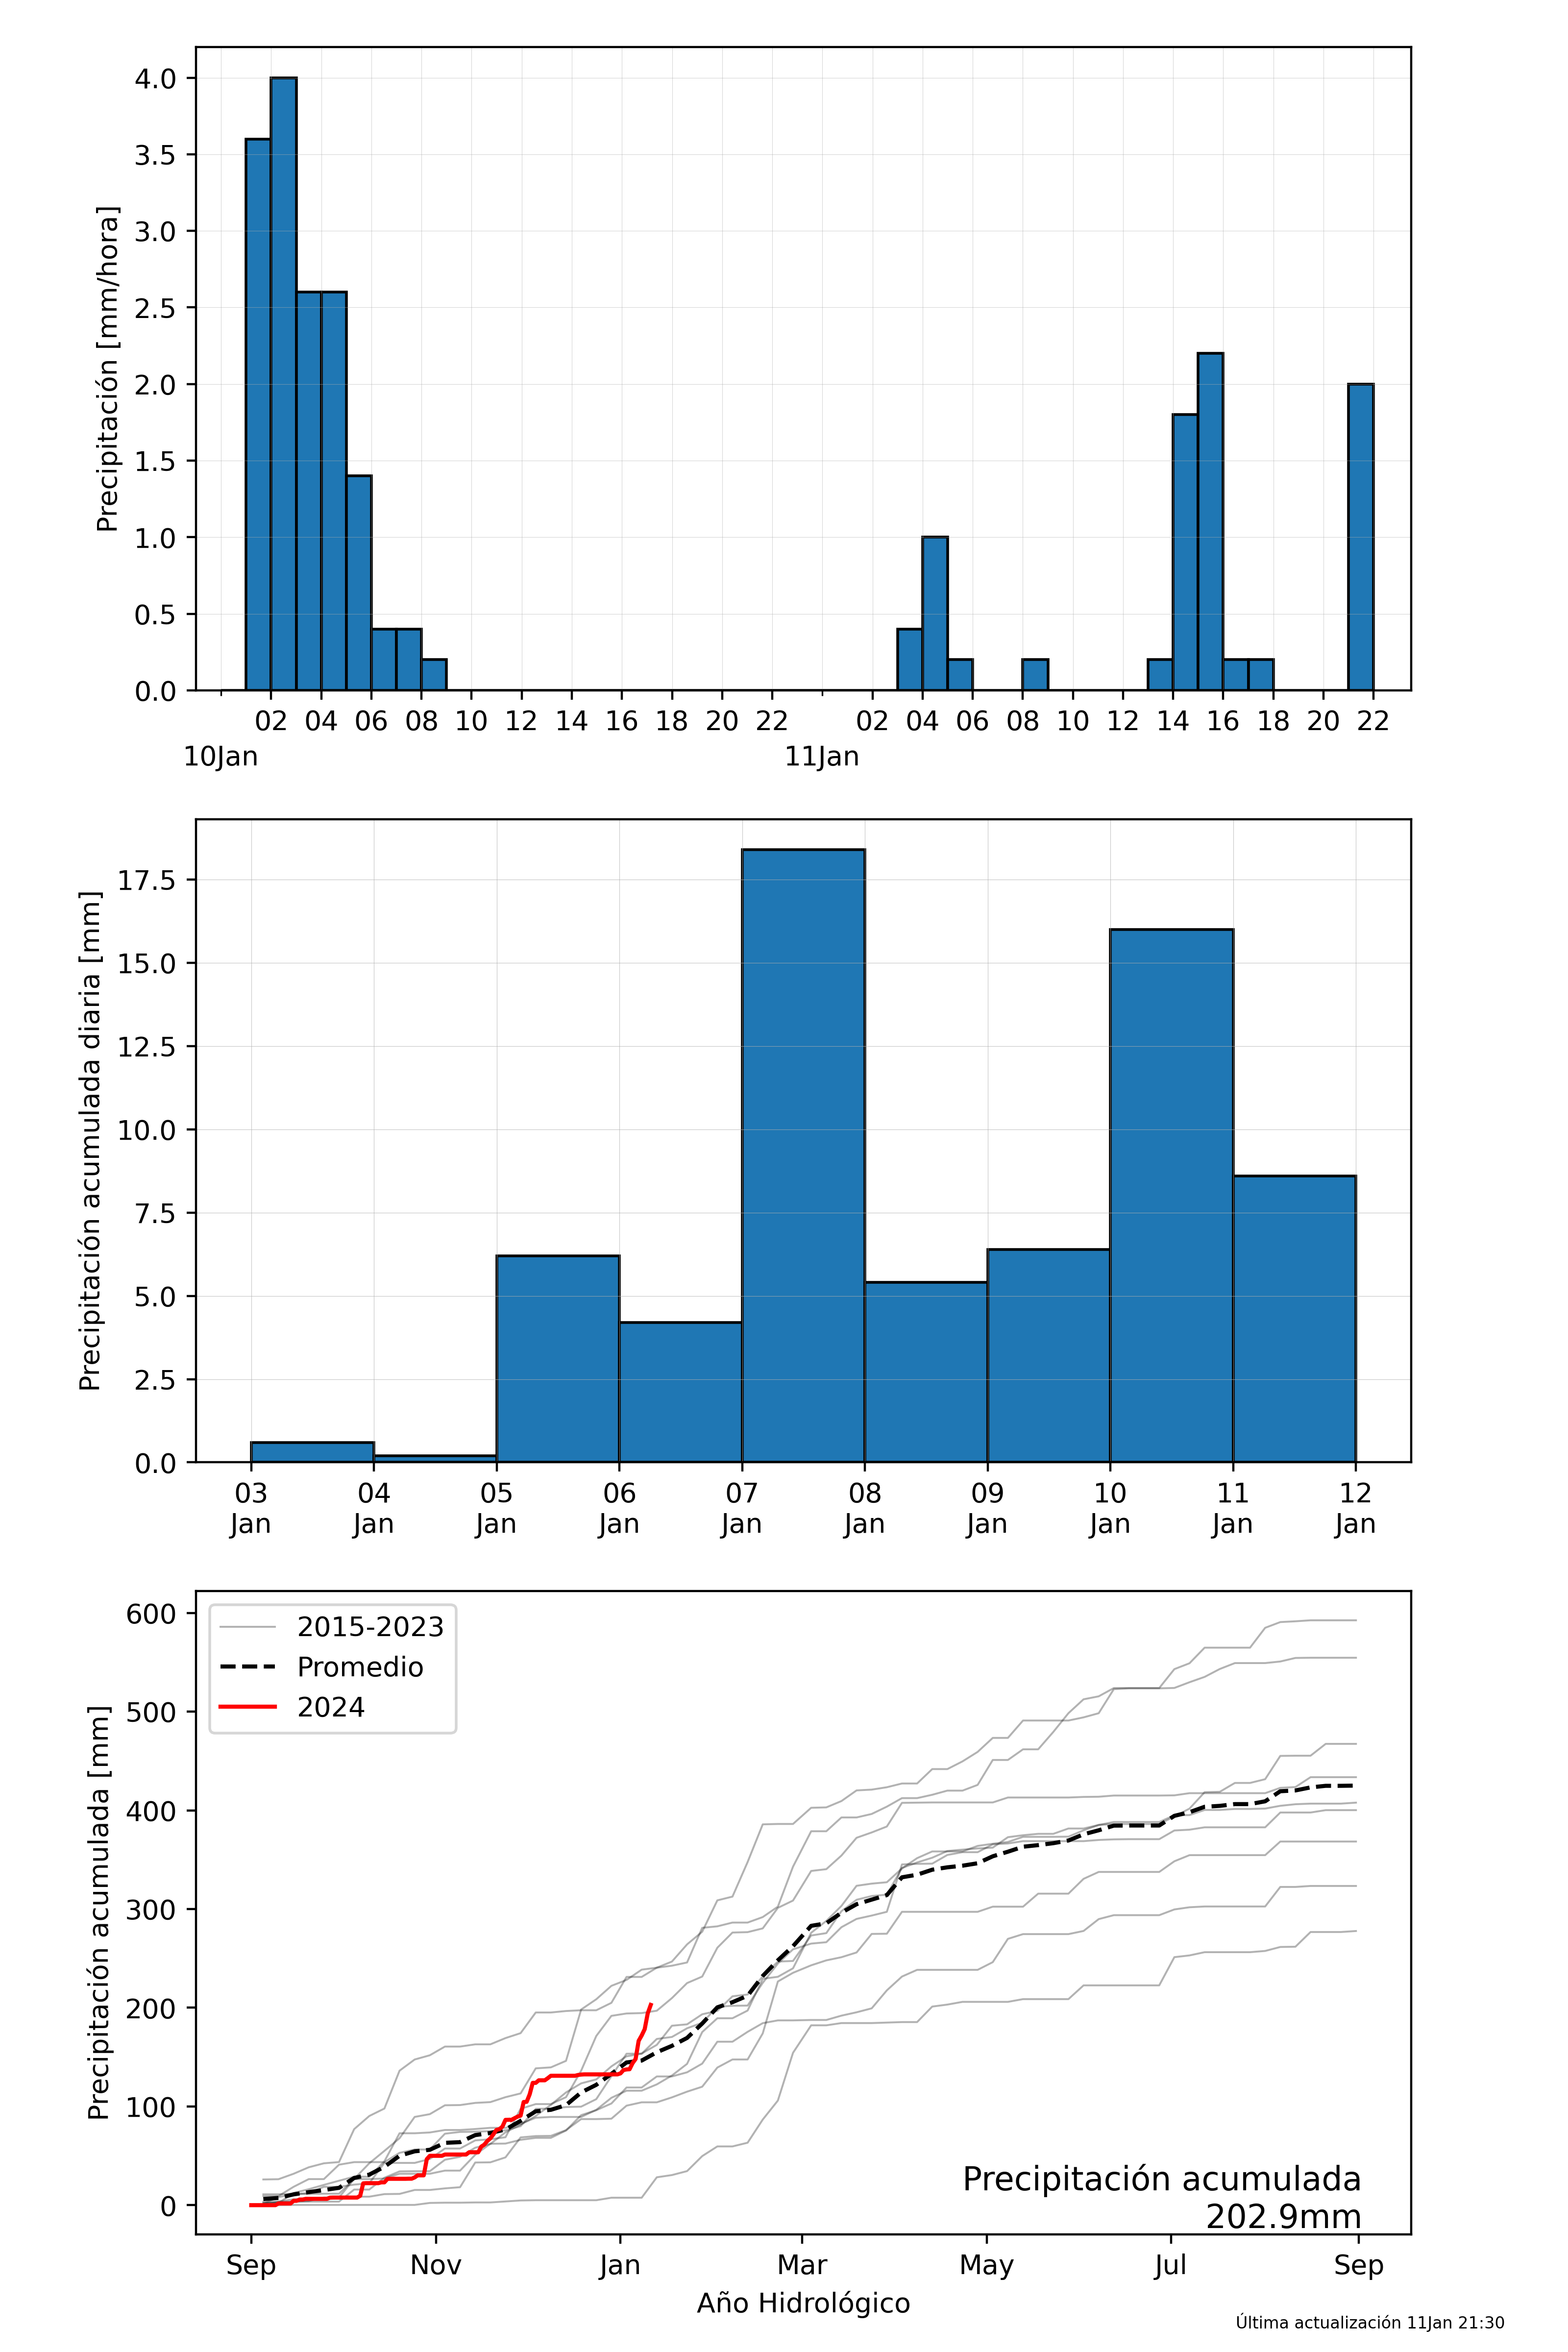 4.0
3.5
3.0
2.5
2.0
1.5
1.0
0.5
0.0
Precipitación [mm/hora]
02 04 06 08 10 12 14 16 18 20 22 02 04 06 08 10 12 14 16 18 20 22
10Jan 11Jan
17.5
15.0
12.5
10.0
7.5
5.0
2.5
0.0
Precipitación acumulada diaria [mm]
03 04 05 06 07 08 09 10 11 12
Jan Jan Jan Jan Jan Jan Jan Jan Jan Jan
600
500
400
300
200
100
0
Precipitación acumulada [mm]
2015-2023
Promedio
2024
Precipitación acumulada
202.9mm
Sep Nov Jan Mar May Jul Sep
Año Hidrológico
Última actualización 11Jan 21:30